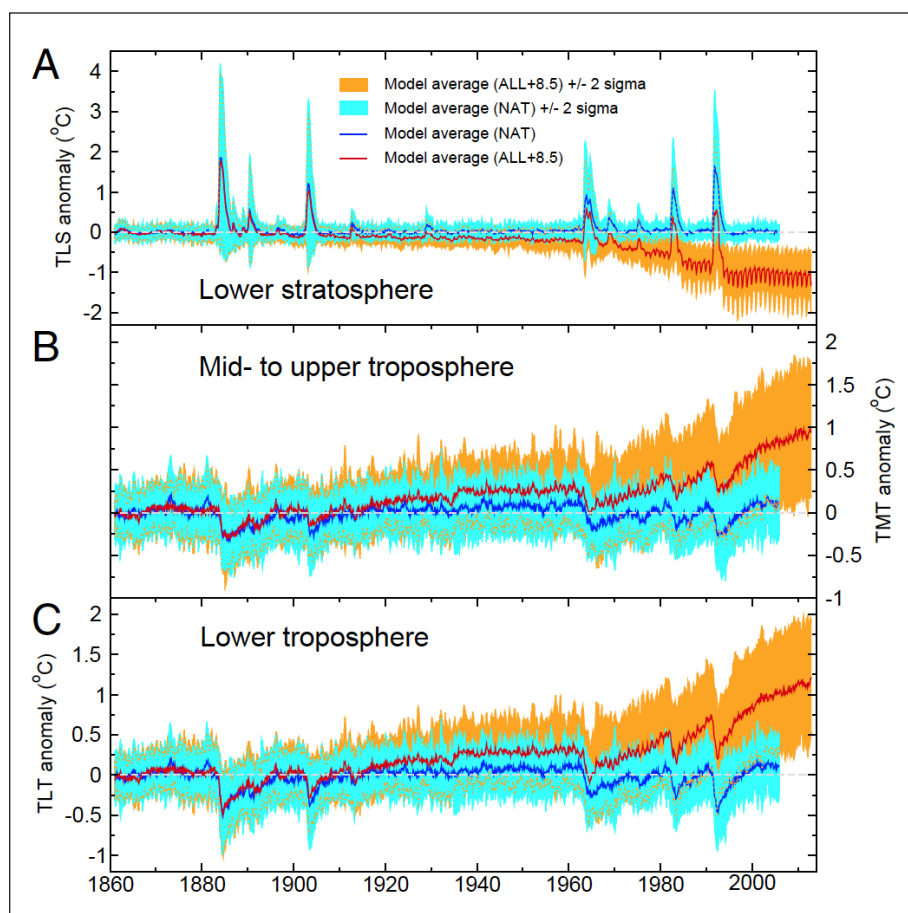 A
TLS anomaly (°C)
4
3
2
1
0
-1
-2
Model average (ALL+8.5) +/- 2 sigma
Model average (NAT) +/- 2 sigma
Model average (NAT)
Model average (ALL+8.5)
Lower stratosphere
B
Mid- to upper troposphere
2
1.5
1
0.5
0
-0.5
-1
TMT anomaly (°C)
C
TLT anomaly (°C)
2
1.5
1
0.5
0
-0.5
-1
Lower troposphere
1860 1880 1900 1920 1940 1960 1980 2000